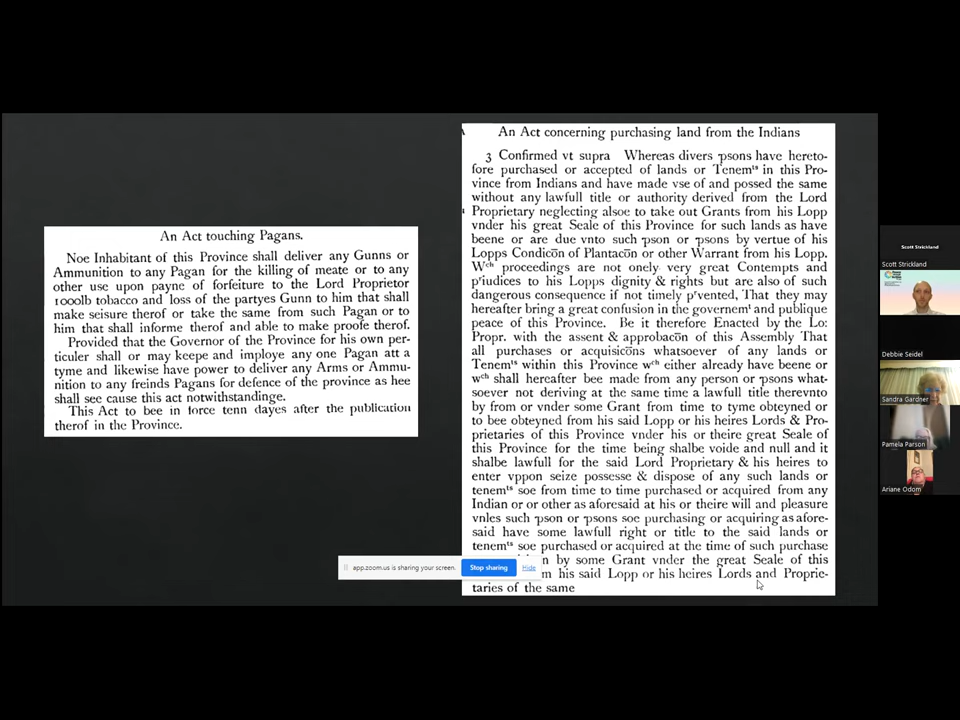 An Act touching Pagans.
Noe Inhabitant of this Province shall deliver any Gunns or
Ammunition to any Pagan for the killing of meate or to any
other use upon payne of forfeiture to the Lord Proprietor
1000lb tobacco and loss of the partyes Gunn to him that shall
make seisure therof or take the same from such Pagan or to
him that shall informe therof and able to make proofe therof.
Provided that the Governor of the Province for his own per-
ticuler shall or may keepe and imploye any one Pagan att a
tyme and likewise have power to deliver any Arms or Ammu-
nition to any freinds Pagans for defence of the province as hee
shall see cause this act notwithstandinge.
This Act to bee in force tenn dayes after the publication
therof in the Province.
An Act concerning purchasing land from the Indians
3 Confirmed vt supra Whereas divers ꝑsons have hereto-
fore purchased or accepted of lands or Tenemᵗˢ in this Pro-
vince from Indians and have made vse of and possed the same
without any lawfull title or authority derived from the Lord
Proprietary neglecting alsoe to take out Grants from his Lopp
vnder his great Seale of this Province for such lands as have
beene or are due vnto such ꝑson or ꝑsons by vertue of his
Lopps Condicōn of Plantacōn or other Warrant from his Lopp.
Wᶜʰ proceedings are not onely very great Contempts and
pʳiudices to his Lopps dignity & rights but are also of such
dangerous consequence if not timely pʳvented, That they may
hereafter bring a great confusion in the governemᵗ and publique
peace of this Province. Be it therefore Enacted by the Lo:
Propr. with the assent & approbacōn of this Assembly That
all purchases or acquisicōns whatsoever of any lands or
Tenemᵗˢ within this Province wᶜʰ either already have beene or
wᶜʰ shall hereafter bee made from any person or ꝑsons what-
soever not deriving at the same time a lawfull title therevnto
by from or vnder some Grant from time to tyme obteyned or
to bee obteyned from his said Lopp or his heires Lords & Pro-
prietaries of this Province vnder his or theire great Seale of
this Province for the time being shalbe voide and null and it
shalbe lawfull for the said Lord Proprietary & his heires to
enter vppon seize possesse & dispose of any such lands or
tenemᵗˢ soe from time to time purchased or acquired from any
Indian or or other as aforesaid at his or theire will and pleasure
vnles such ꝑson or ꝑsons soe purchasing or acquiring as afore-
said have some lawfull right or title to the said lands or
tenemᵗˢ soe purchased or acquired at the time of such purchase
by some Grant vnder the great Seale of this
his said Lopp or his heires Lords and Proprie-
taries of the same
app.zoom.us is sharing your screen. Stop sharing Hide
Scott Strickland
Scott Strickland
Debbie Seidel
Sandra Gardner
Pamela Parson
Ariane Odom